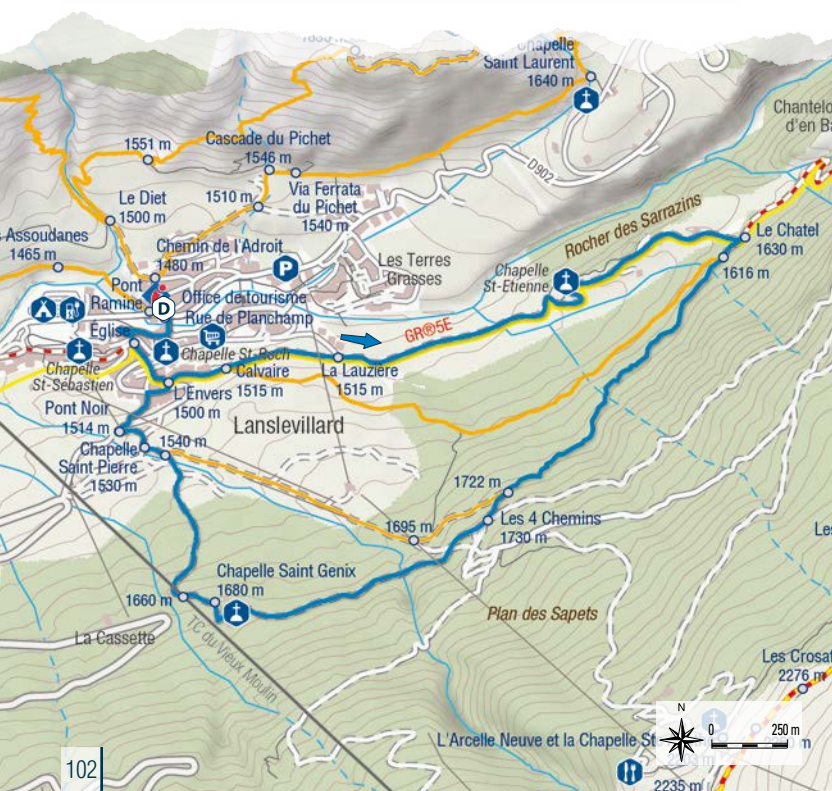 Chapelle
Saint Laurent
1640 m
Chantelo
d'en Ba
1551 m
Cascade du Pichet
1546 m
D902
Via Ferrata
du Pichet
1540 m
1510 m
Le Diet
1500 m
Assoudanes
1465 m
Chemin de l'Adroit
1480 m
P
Les Terres
Grasses
Rocher des Sarrazins
Le Chatel
1630 m
1616 m
Chapelle
St-Etienne
Pont
Ramine
D
Office de tourisme
Rue de Planchamp
Église
GR®5E
Chapelle St-Roch
Chapelle
St-Sébastien
Calvaire
1515 m
La Lauzière
1515 m
L'Envers
1500 m
Pont Noir
1514 m
Lanslevillard
Chapelle
Saint Pierre
1530 m
1540 m
1722 m
1695 m
Les 4 Chemins
1730 m
Chapelle Saint Genix
1680 m
1660 m
Plan des Sapets
La Cassette
TC du Vieux Moulin
Les
Les Crosat
2276 m
L'Arcelle Neuve et la Chapelle St
2235 m
N
0 250 m
102